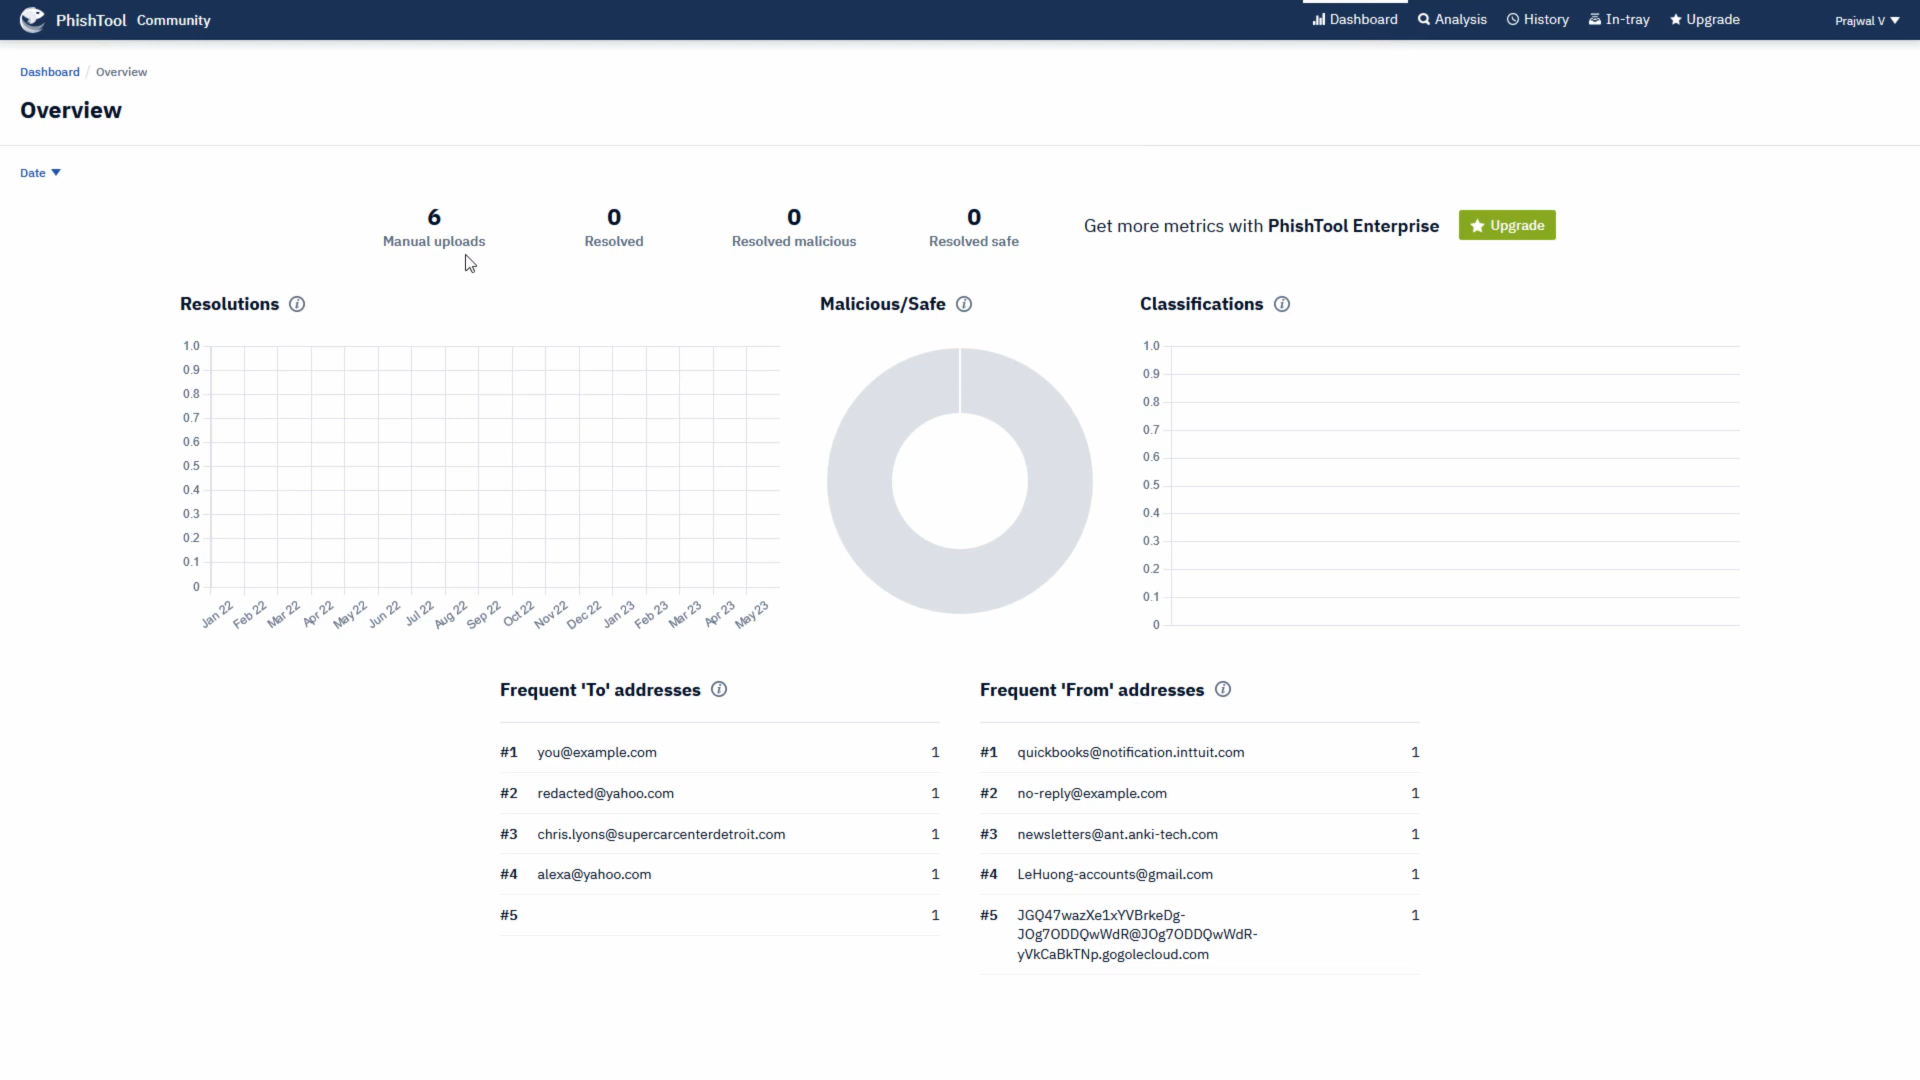 PhishTool Community
Dashboard Analysis History In-tray Upgrade Prajwal V
Dashboard / Overview
Overview
Date
6 0 0 0
Manual uploads Resolved Resolved malicious Resolved safe
Get more metrics with PhishTool Enterprise Upgrade
Resolutions
1.0
0.9
0.8
0.7
0.6
0.5
0.4
0.3
0.2
0.1
0
Jan 22 Feb 22 Mar 22 Apr 22 May 22 Jun 22 Jul 22 Aug 22 Sep 22 Oct 22 Nov 22 Dec 22 Jan 23 Feb 23 Mar 23 Apr 23 May 23
Malicious/Safe
Classifications
1.0
0.9
0.8
0.7
0.6
0.5
0.4
0.3
0.2
0.1
0
Frequent 'To' addresses
#1 you@example.com 1
#2 redacted@yahoo.com 1
#3 chris.lyons@supercarcenterdetroit.com 1
#4 alexa@yahoo.com 1
#5 1
Frequent 'From' addresses
#1 quickbooks@notification.inttuit.com 1
#2 no-reply@example.com 1
#3 newsletters@ant.anki-tech.com 1
#4 LeHuong-accounts@gmail.com 1
#5 JGQ47wazXe1xYVBrkeDg- 1
JOg7ODDQwWdR@JOg7ODDQwWdR-
yVkCaBkTNp.gogolecloud.com